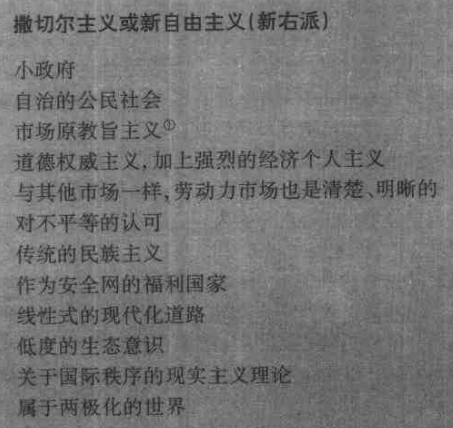 撒切尔主义或新自由主义(新右派)
小政府
自治的公民社会
市场原教旨主义①
道德权威主义,加上强烈的经济个人主义
与其他市场一样,劳动力市场也是清楚、明晰的
对不平等的认可
传统的民族主义
作为安全网的福利国家
线性式的现代化道路
低度的生态意识
关于国际秩序的现实主义理论
属于两极化的世界